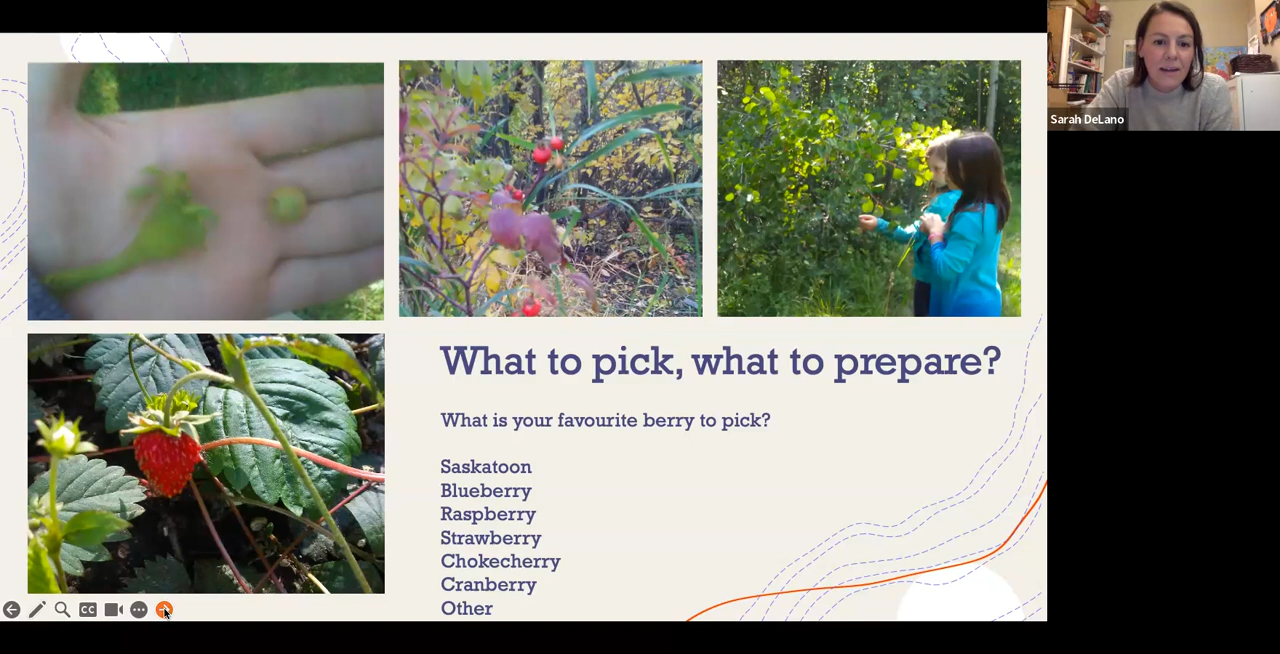 Sarah DeLano
What to pick, what to prepare?
What is your favourite berry to pick?
Saskatoon
Blueberry
Raspberry
Strawberry
Chokecherry
Cranberry
Other
CC